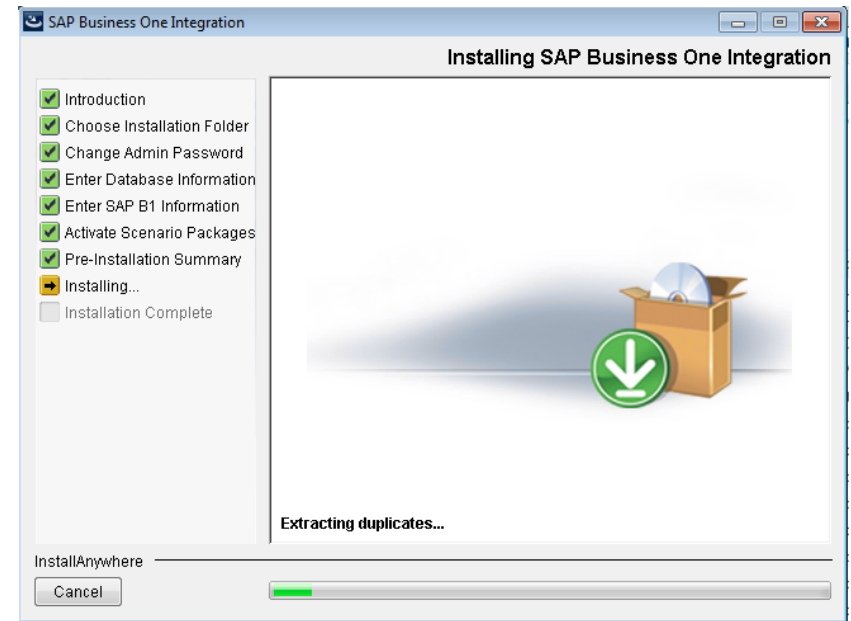 SAP Business One Integration
Installing SAP Business One Integration
Introduction
Choose Installation Folder
Change Admin Password
Enter Database Information
Enter SAP B1 Information
Activate Scenario Packages
Pre-Installation Summary
Installing...
Installation Complete
Extracting duplicates...
InstallAnywhere
Cancel